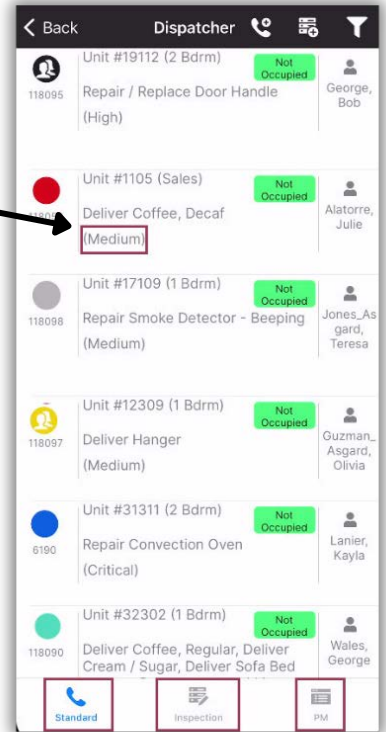 Back Dispatcher
Unit #19112 (2 Bdrm)
Not
Occupied
118095
Repair / Replace Door Handle
(High)
George,
Bob
Unit #1105 (Sales)
Not
Occupied
Deliver Coffee, Decaf
(Medium)
Alatorre,
Julie
Unit #17109 (1 Bdrm)
Not
Occupied
118098
Repair Smoke Detector - Beeping
(Medium)
Jones_As
gard,
Teresa
Unit #12309 (1 Bdrm)
Not
Occupied
118097
Deliver Hanger
(Medium)
Guzman_
Asgard,
Olivia
Unit #31311 (2 Bdrm)
Not
Occupied
6190
Repair Convection Oven
(Critical)
Lanier,
Kayla
Unit #32302 (1 Bdrm)
Not
Occupied
118090
Deliver Coffee, Regular, Deliver
Cream / Sugar, Deliver Sofa Bed
Wales,
George
Standard Inspection PM